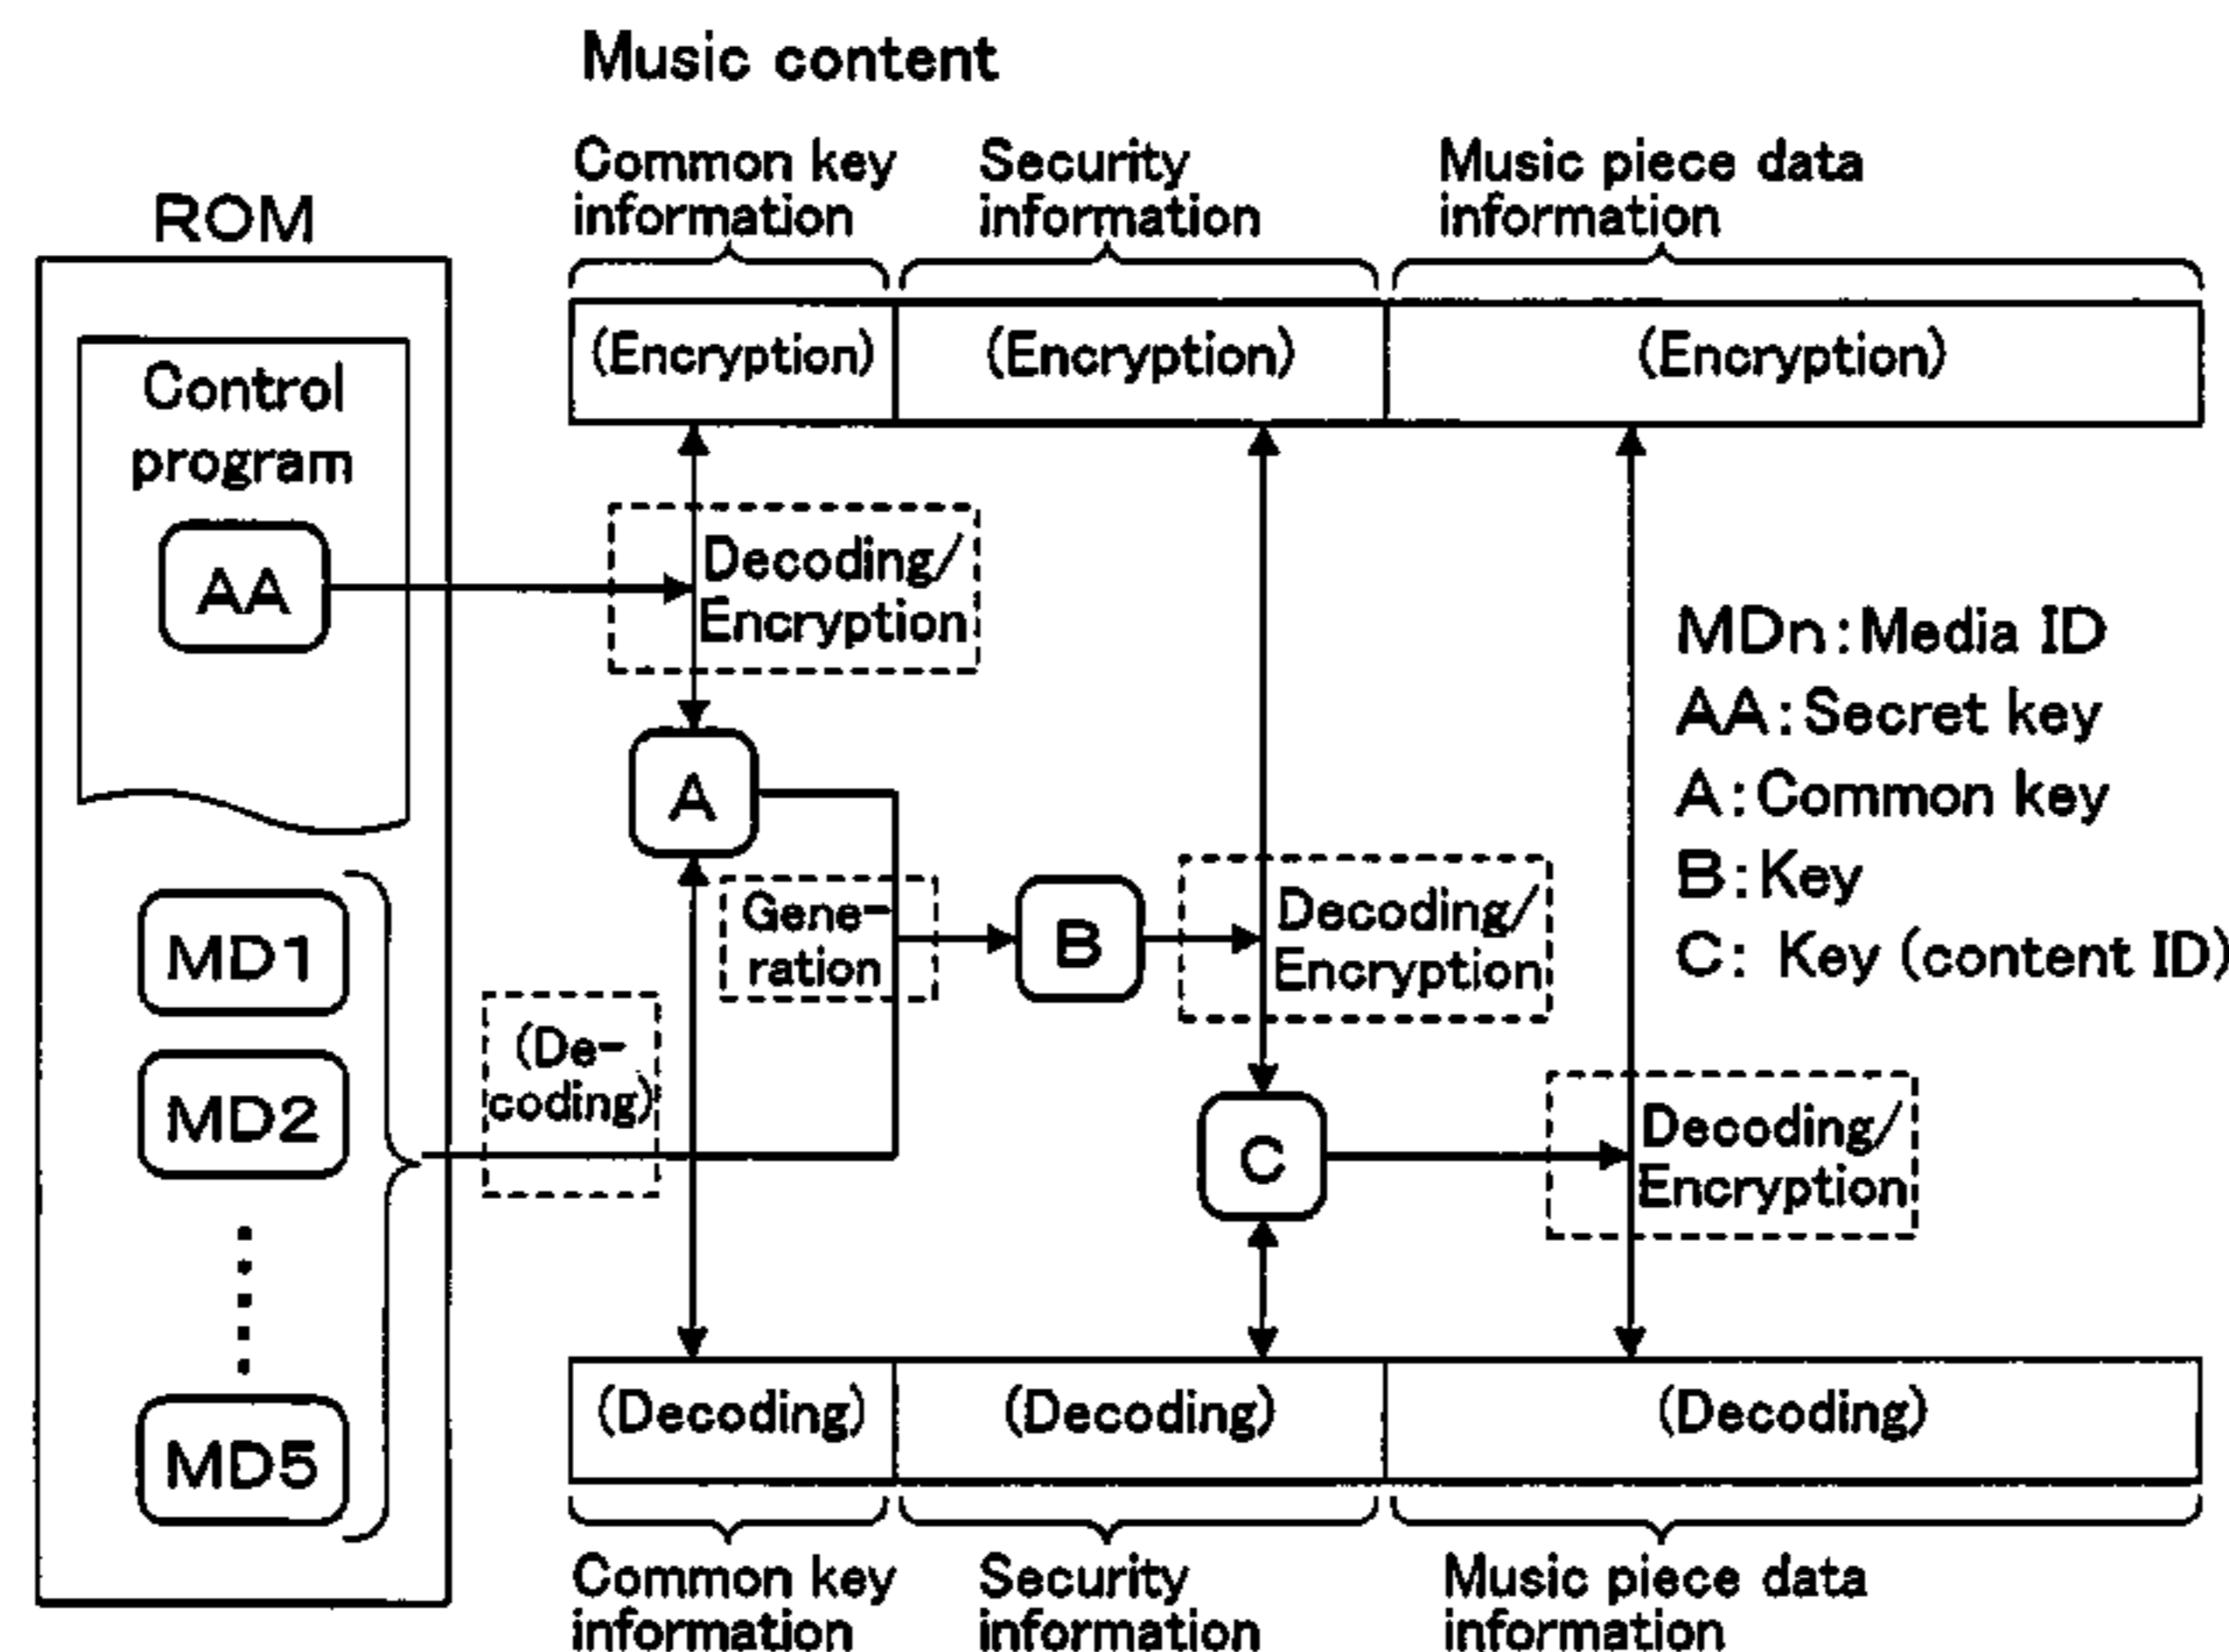 Music content
Common key
information
Security
information
Music piece data
information
ROM
(Encryption)
(Encryption)
(Encryption)
Control
program
AA
Decoding/
Encryption
MDn:Media ID
AA:Secret key
A:Common key
B:Key
C: Key (content ID)
A
Gene-
ration
B
Decoding/
Encryption
MD1
(De-
coding)
MD2
C
Decoding/
Encryption
MD5
(Decoding)
(Decoding)
(Decoding)
Common key
information
Security
information
Music piece data
information